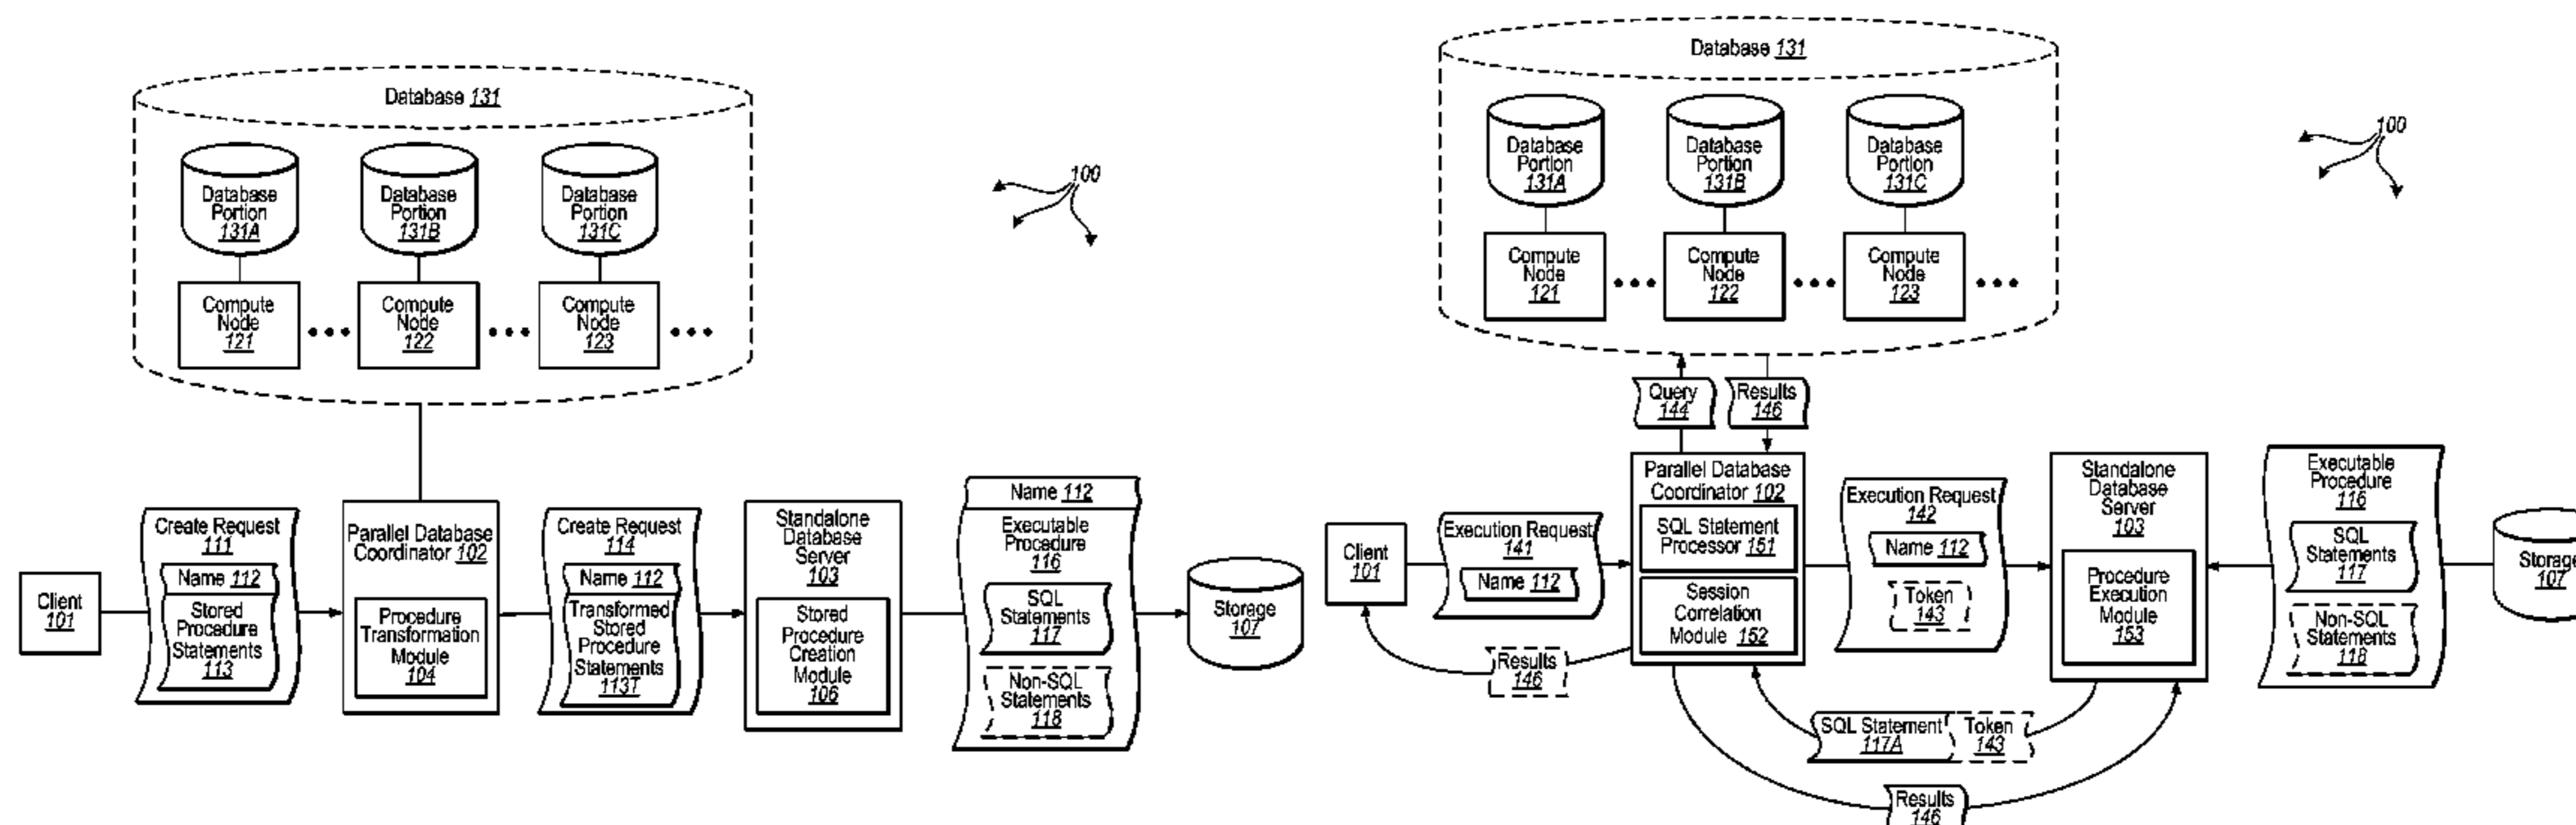 Database 131
Database
Portion
131A
Database
Portion
131B
Database
Portion
131C
Compute
Node
121
Compute
Node
122
Compute
Node
123
100
Client
101
Create Request
111
Name 112
Stored
Procedure
Statements
113
Parallel Database
Coordinator 102
Procedure
Transformation
Module
104
Create Request
114
Name 112
Transformed
Stored
Procedure
Statements
113T
Standalone
Database
Server
103
Stored
Procedure
Creation
Module
106
Name 112
Executable
Procedure
116
SQL
Statements
117
Non-SQL
Statements
118
Storage
107
Database 131
Database
Portion
131A
Database
Portion
131B
Database
Portion
131C
Compute
Node
121
Compute
Node
122
Compute
Node
123
100
Query
144
Results
146
Client
101
Execution Request
141
Name 112
Parallel Database
Coordinator 102
SQL Statement
Processor 151
Session
Correlation
Module 152
Execution Request
142
Name 112
Token
143
Standalone
Database
Server
103
Procedure
Execution
Module
153
Executable
Procedure
116
SQL
Statements
117
Non-SQL
Statements
118
Storage
107
Results
146
SQL Statement
117A
Token
143
Results
146